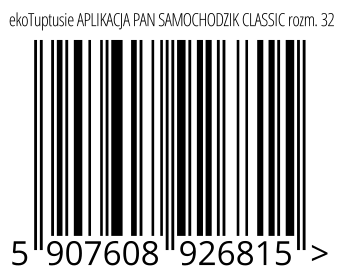 ekoTuptusie APLIKACJA PAN SAMOCHODZIK CLASSIC rozm. 32
5 907608 926815 >